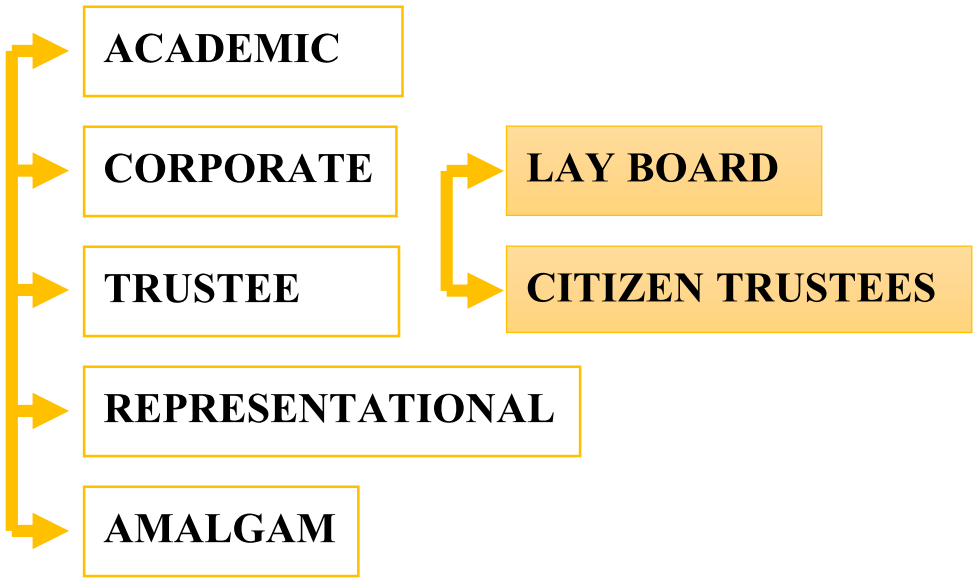 ACADEMIC
CORPORATE
LAY BOARD
TRUSTEE
CITIZEN TRUSTEES
REPRESENTATIONAL
AMALGAM